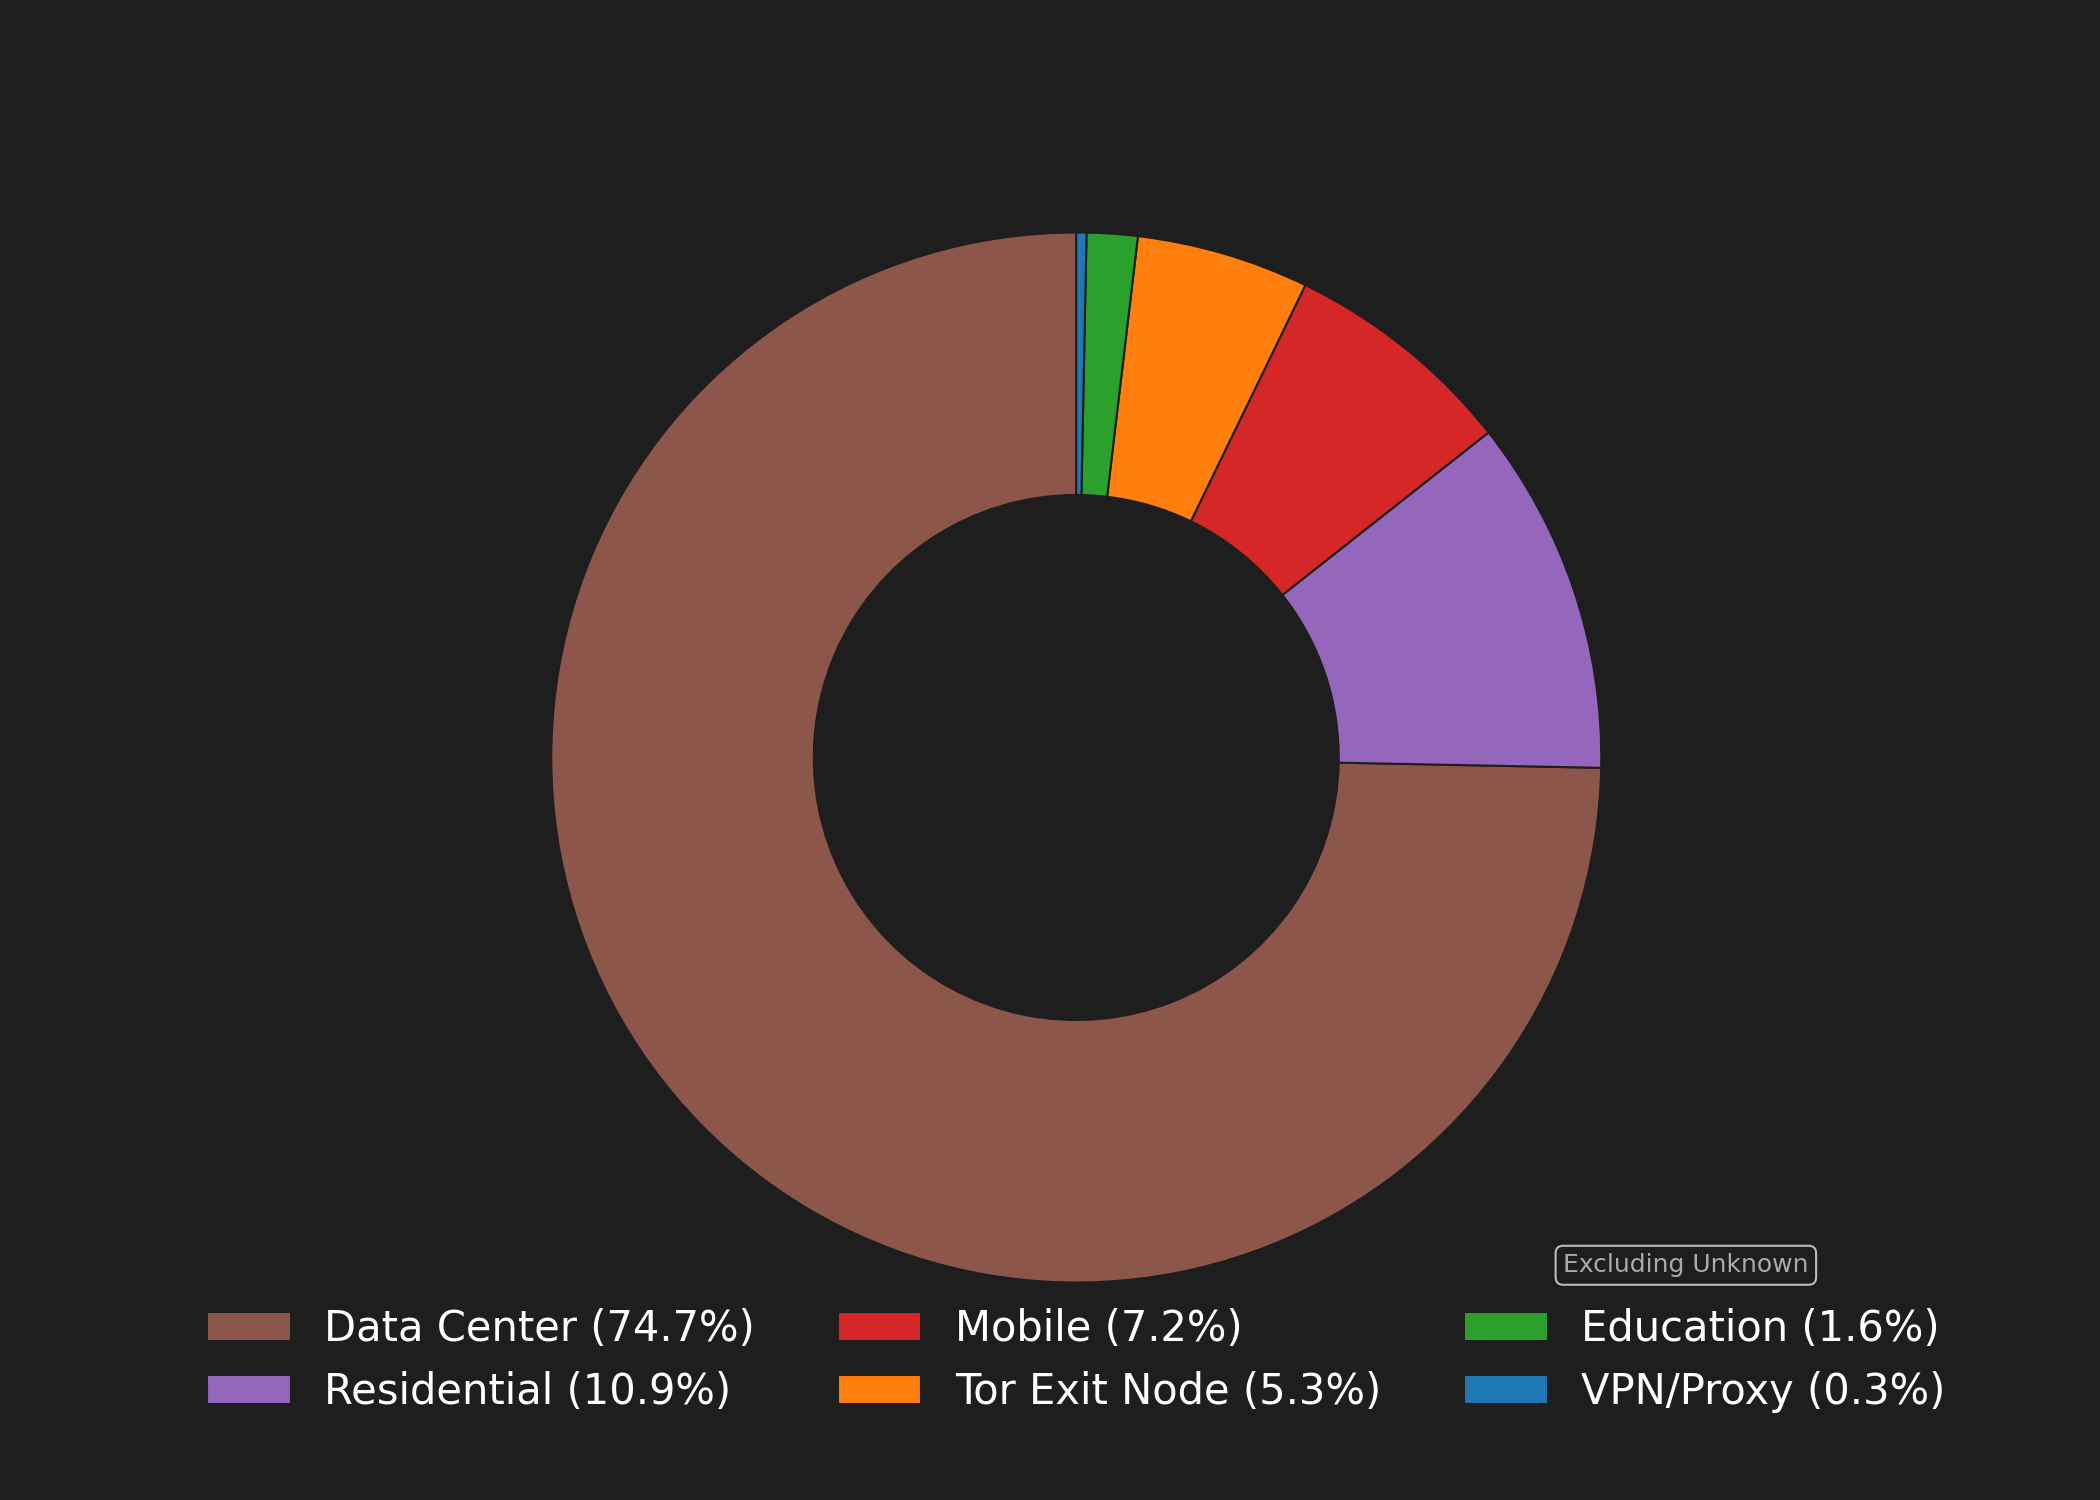 Excluding Unknown
Data Center (74.7%)
Mobile (7.2%)
Education (1.6%)
Residential (10.9%)
Tor Exit Node (5.3%)
VPN/Proxy (0.3%)